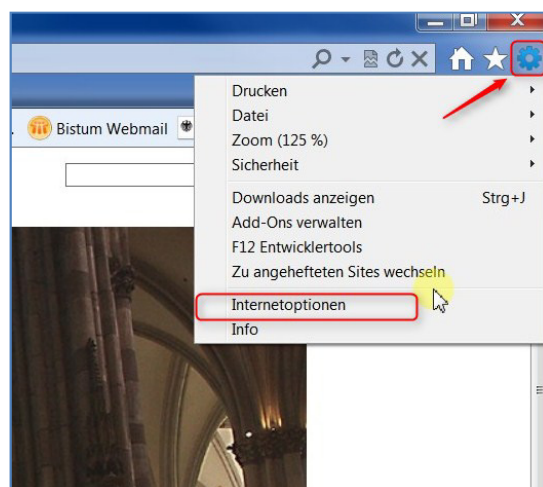 Bistum Webmail
Drucken
Datei
Zoom (125 %)
Sicherheit
Downloads anzeigen Strg+J
Add-Ons verwalten
F12 Entwicklertools
Zu angehefteten Sites wechseln
Internetoptionen
Info